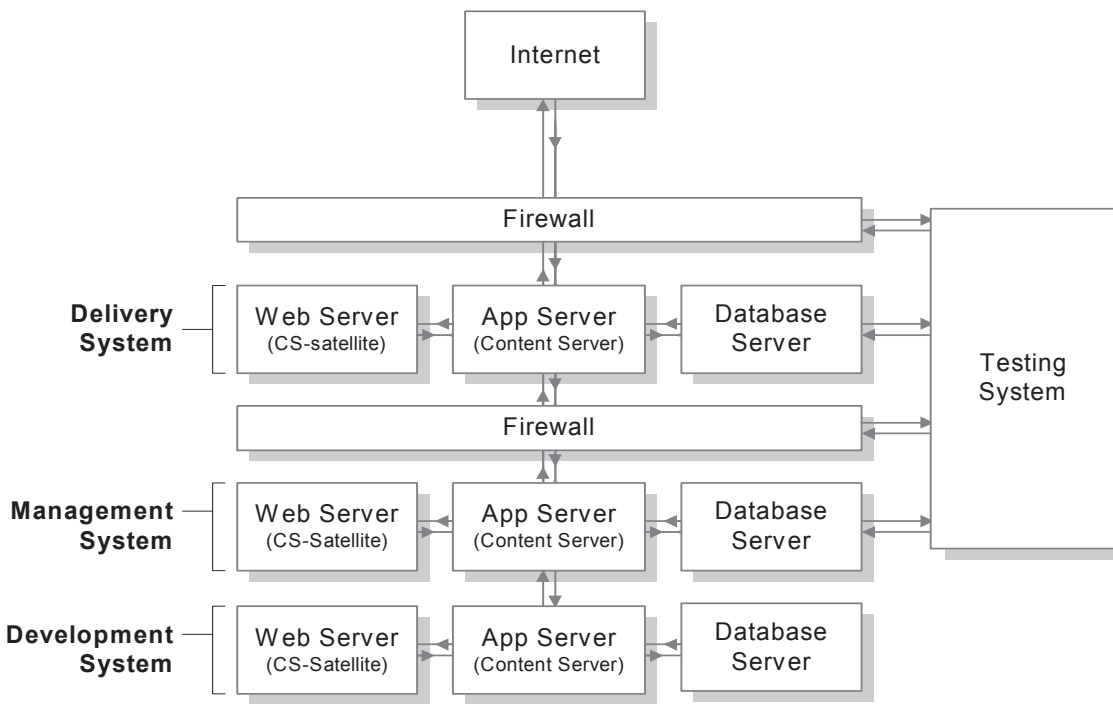 Internet
Firewall
Delivery
System
Web Server
(CS-satellite)
App Server
(Content Server)
Database
Server
Testing
System
Firewall
Management
System
Web Server
(CS-Satellite)
App Server
(Content Server)
Database
Server
Development
System
Web Server
(CS-Satellite)
App Server
(Content Server)
Database
Server